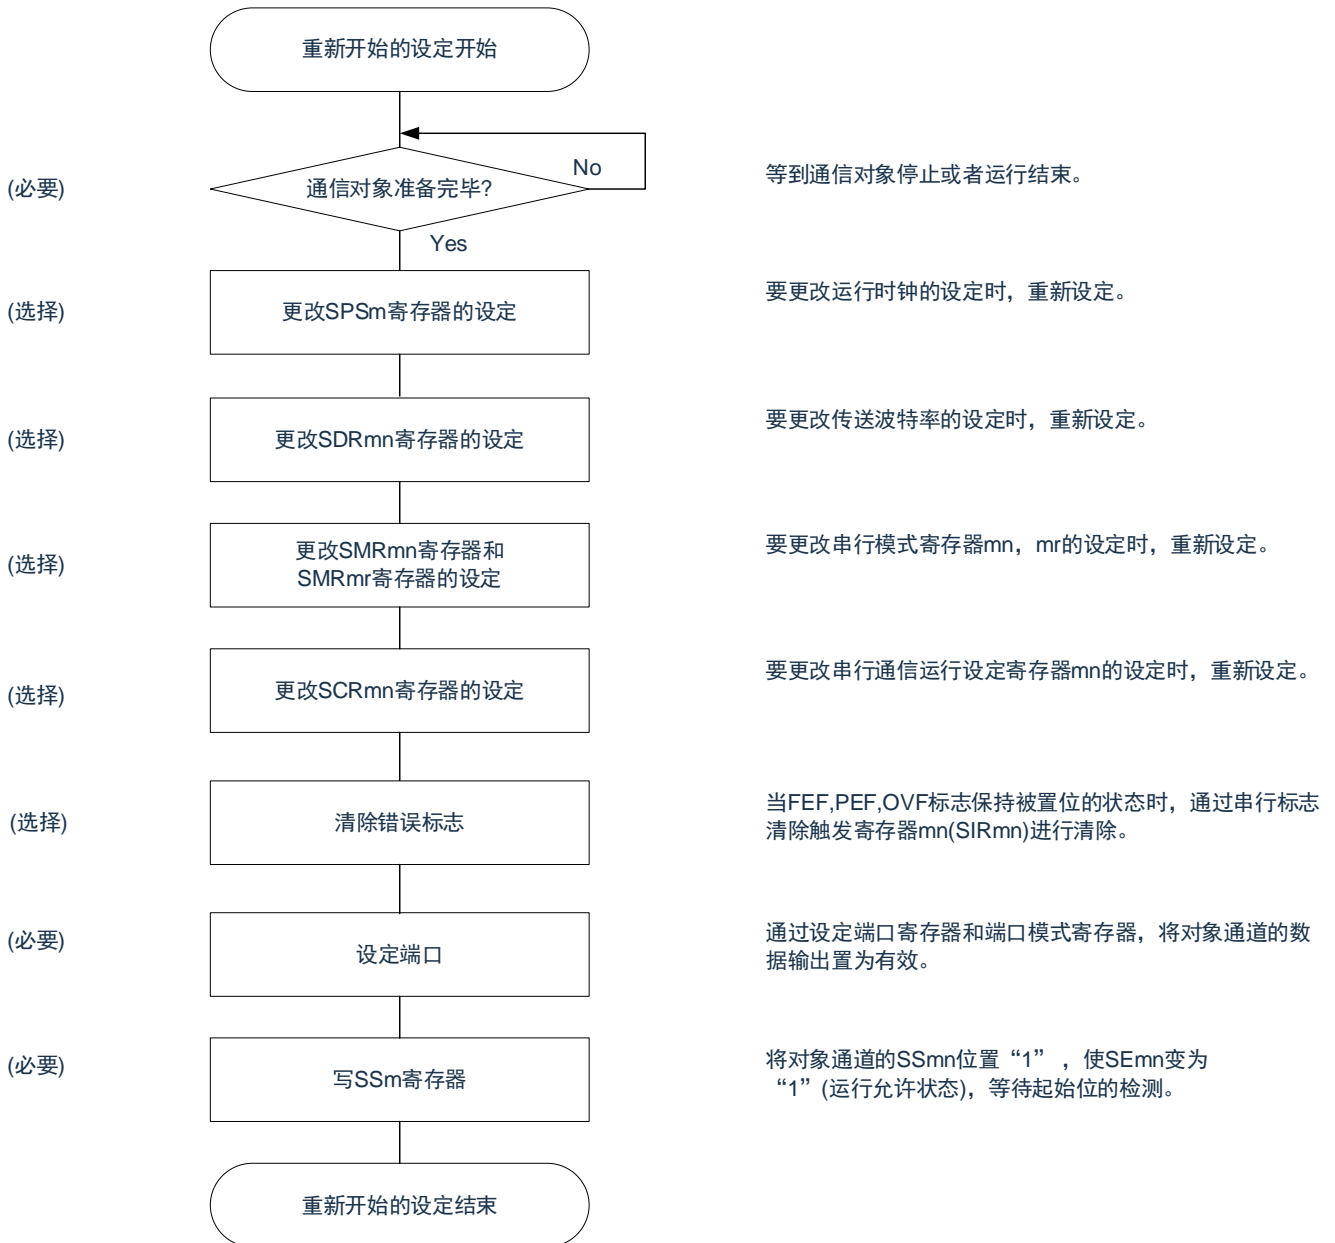 重新开始的设定开始
No
(必要)
通信对象准备完毕?
等到通信对象停止或者运行结束。
Yes
(选择)
更改SPSm寄存器的设定
要更改运行时钟的设定时，重新设定。
(选择)
更改SDRmn寄存器的设定
要更改传送波特率的设定时，重新设定。
(选择)
更改SMRmn寄存器和
SMRmr寄存器的设定
要更改串行模式寄存器mn，mr的设定时，重新设定。
(选择)
更改SCRmn寄存器的设定
要更改串行通信运行设定寄存器mn的设定时，重新设定。
(选择)
清除错误标志
当FEF,PEF,OVF标志保持被置位的状态时，通过串行标志
清除触发寄存器mn(SIRmn)进行清除。
(必要)
设定端口
通过设定端口寄存器和端口模式寄存器，将对象通道的数
据输出置为有效。
(必要)
写SSm寄存器
将对象通道的SSmn位置“1”，使SEmn变为
“1”(运行允许状态)，等待起始位的检测。
重新开始的设定结束